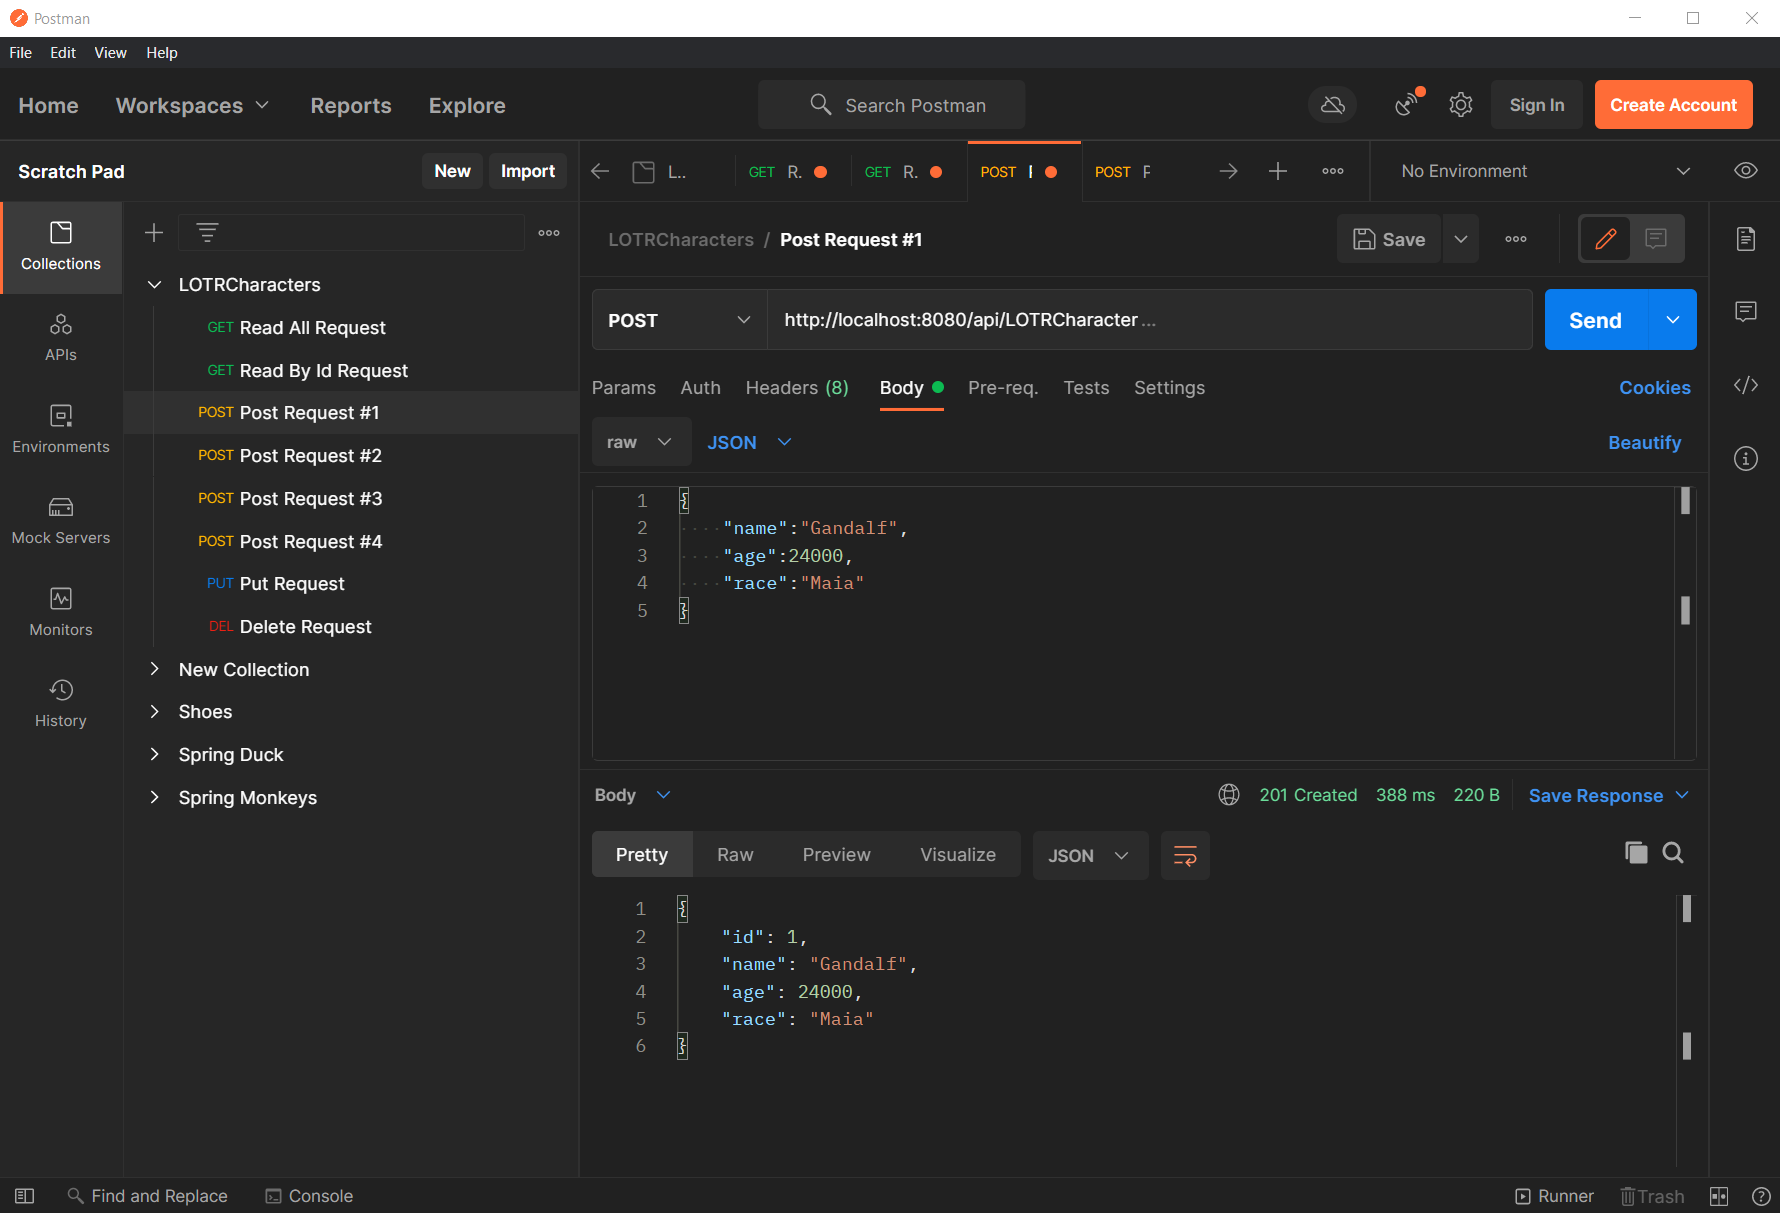 Postman
File Edit View Help
Home Workspaces Reports Explore Search Postman Sign In Create Account
Scratch Pad New Import
L.. GET R. GET R. POST POST No Environment
Collections
APIs
Environments
Mock Servers
Monitors
History
LOTRCharacters
GET Read All Request
GET Read By Id Request
POST Post Request #1
POST Post Request #2
POST Post Request #3
POST Post Request #4
PUT Put Request
DEL Delete Request
New Collection
Shoes
Spring Duck
Spring Monkeys
LOTRCharacters / Post Request #1 Save
POST http://localhost:8080/api/LOTRCharacter ... Send
Params Auth Headers (8) Body Pre-req. Tests Settings Cookies
raw JSON Beautify
1 {
2 "name":"Gandalf",
3 "age":24000,
4 "race":"Maia"
5 }
Body 201 Created 388 ms 220 B Save Response
Pretty Raw Preview Visualize JSON
1 {
2 "id": 1,
3 "name": "Gandalf",
4 "age": 24000,
5 "race": "Maia"
6 }
Find and Replace Console Runner Trash